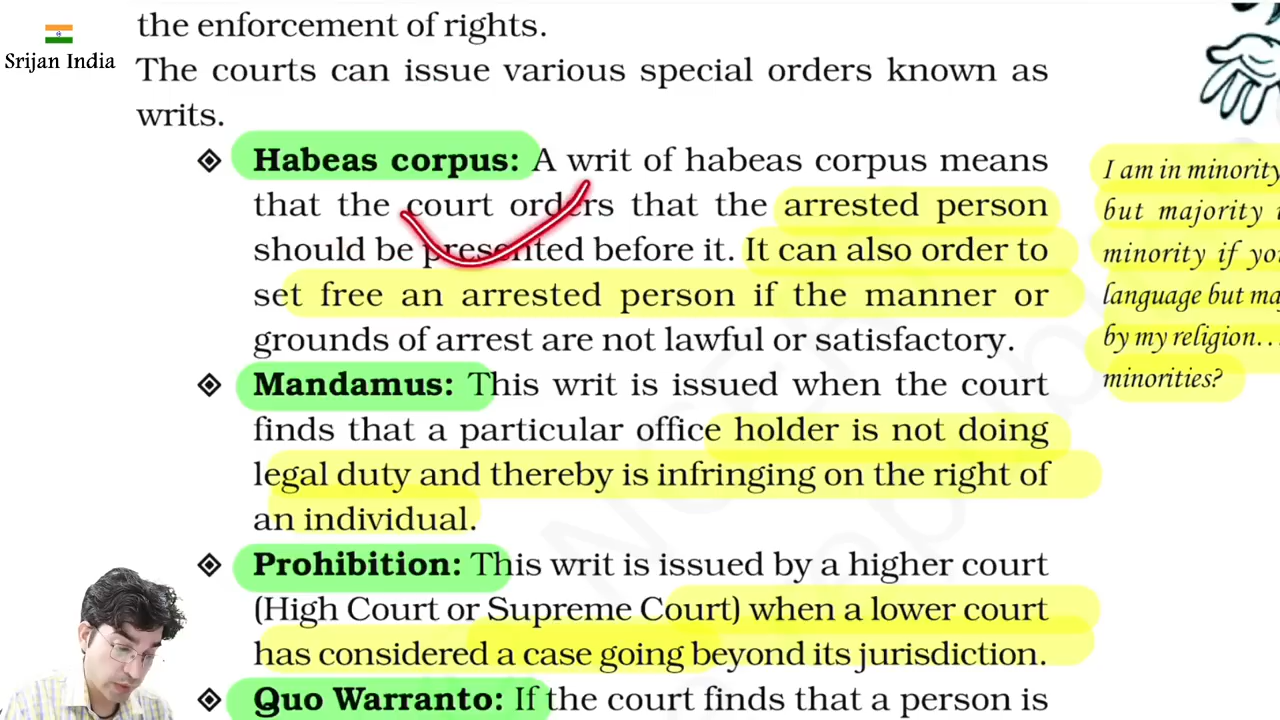 the enforcement of rights.
Srijan India
The courts can issue various special orders known as
writs.
❖ Habeas corpus: A writ of habeas corpus means
that the court orders that the arrested person
should be presented before it. It can also order to
set free an arrested person if the manner or
grounds of arrest are not lawful or satisfactory.
❖ Mandamus: This writ is issued when the court
finds that a particular office holder is not doing
legal duty and thereby is infringing on the right of
an individual.
❖ Prohibition: This writ is issued by a higher court
(High Court or Supreme Court) when a lower court
has considered a case going beyond its jurisdiction.
❖ Quo Warranto: If the court finds that a person is
I am in minority
but majority
minority if
language but
by my religion…
minorities?